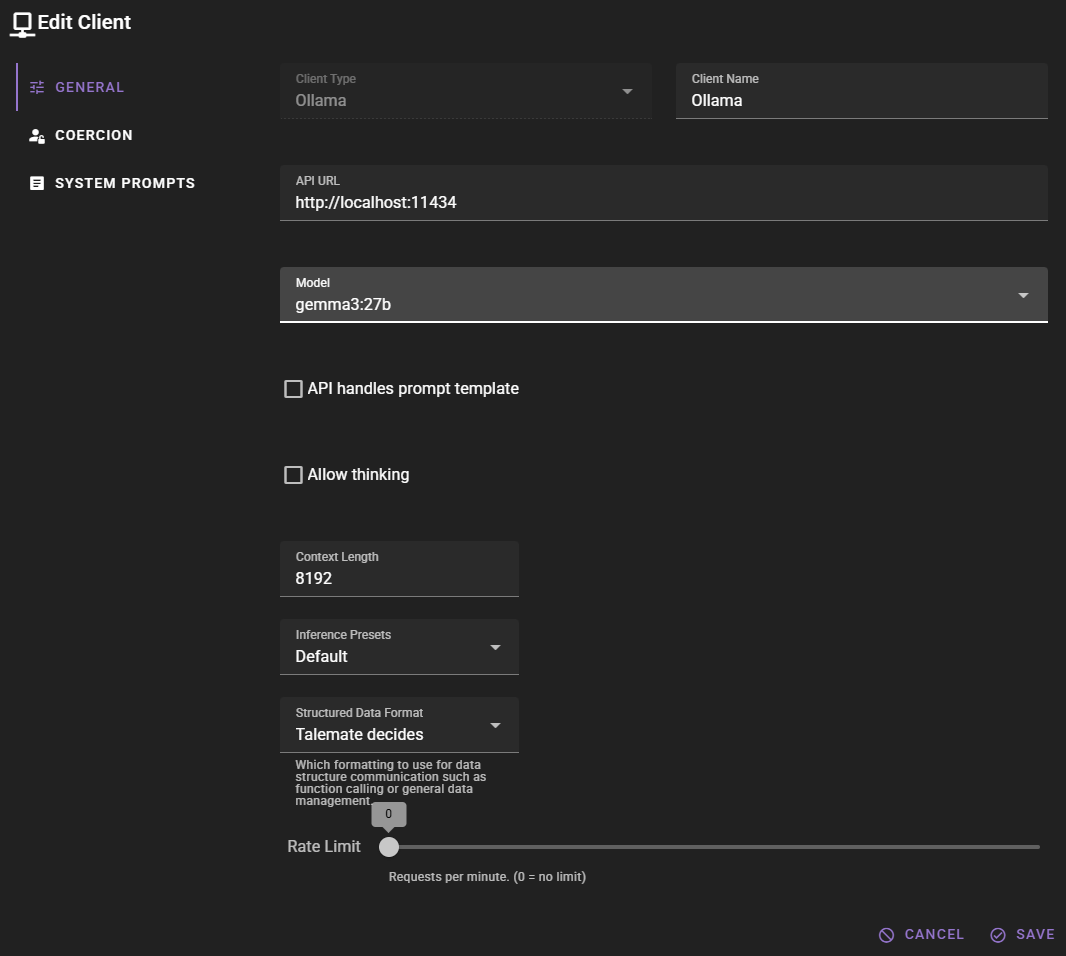 Edit Client
GENERAL
COERCION
SYSTEM PROMPTS
Client Type
Ollama
Client Name
Ollama
API URL
http://localhost:11434
Model
gemma3:27b
API handles prompt template
Allow thinking
Context Length
8192
Inference Presets
Default
Structured Data Format
Talemate decides
Which formatting to use for data
structure communication such as
function calling or general data
management.
0
Rate Limit
Requests per minute. (0 = no limit)
CANCEL
SAVE